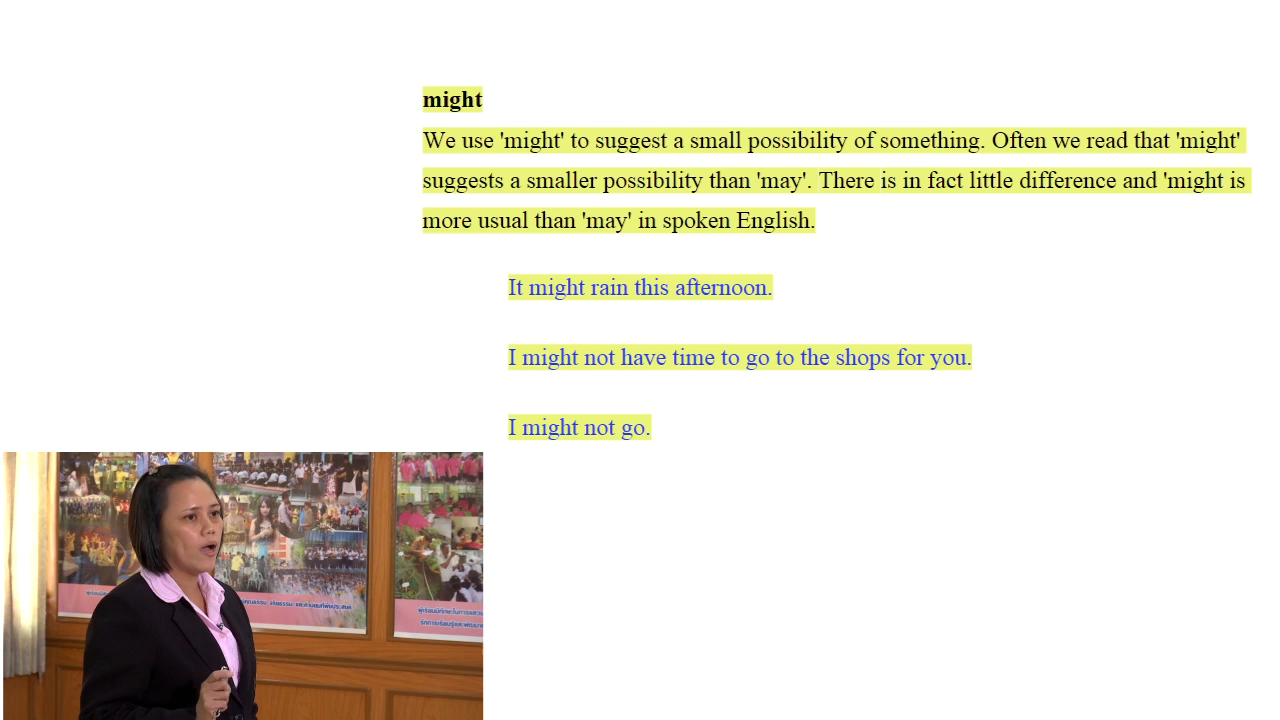 might
We use 'might' to suggest a small possibility of something. Often we read that 'might'
suggests a smaller possibility than 'may'. There is in fact little difference and 'might is
more usual than 'may' in spoken English.
It might rain this afternoon.
I might not have time to go to the shops for you.
I might not go.